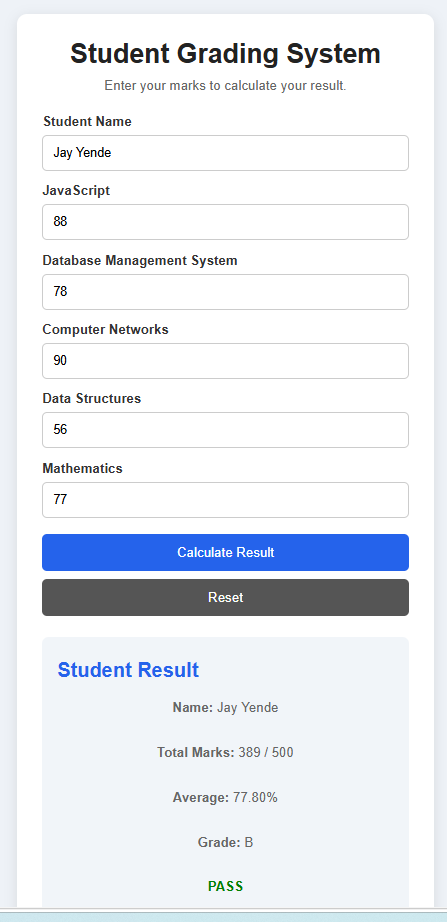 Student Grading System
Enter your marks to calculate your result.
Student Name
Jay Yende
JavaScript
88
Database Management System
78
Computer Networks
90
Data Structures
56
Mathematics
77
Calculate Result
Reset
Student Result
Name: Jay Yende
Total Marks: 389 / 500
Average: 77.80%
Grade: B
PASS